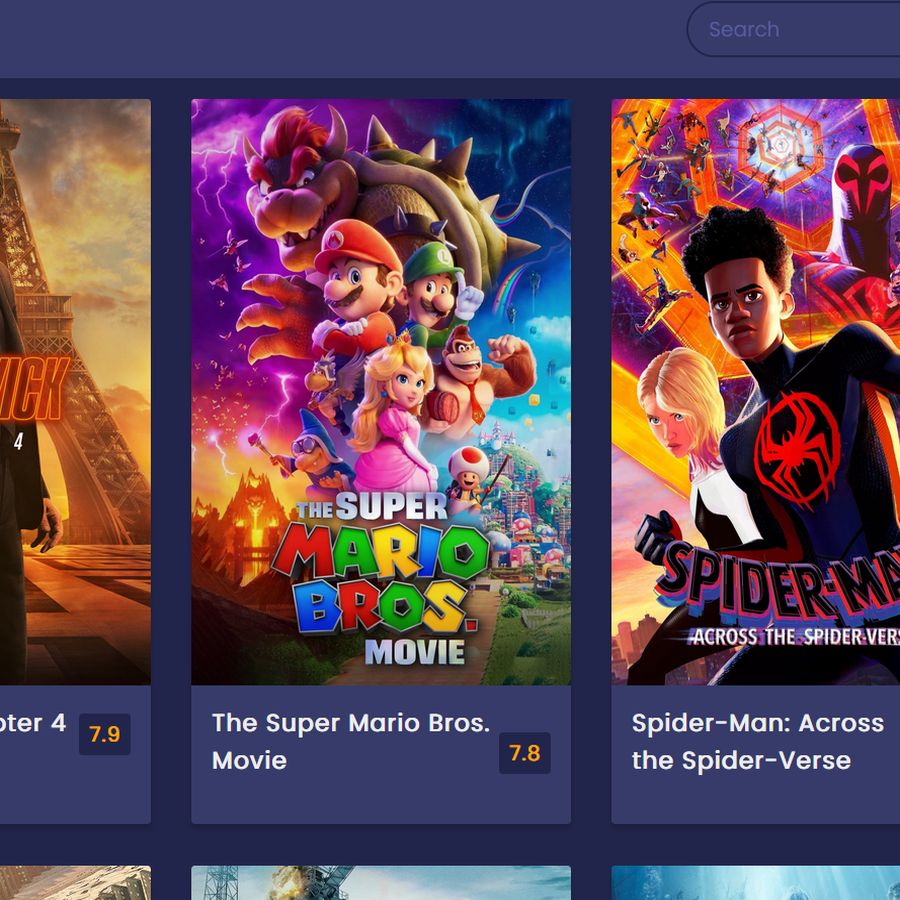 Search
WICK
4
THE SUPER
MARIO
BROS.
MOVIE
SPIDER-MA
ACROSS THE SPIDER-VERS
pter 4
7.9
The Super Mario Bros.
Movie
7.8
Spider-Man: Across
the Spider-Verse